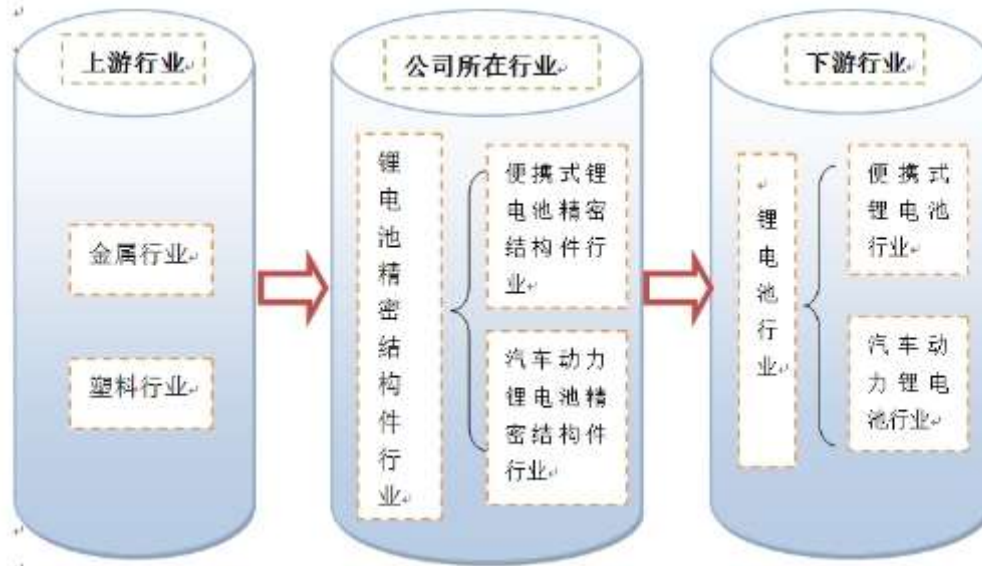 上游行业
金属行业
塑料行业
公司所在行业
锂
电
池
精
密
结
构
件
行
业
便携式锂
电池精密
结构件行
业
汽车动力
锂电池精
密结构件
行业
下游行业
锂
电
池
行
业
便携式
锂电池
行业
汽车动
力锂电
池行业